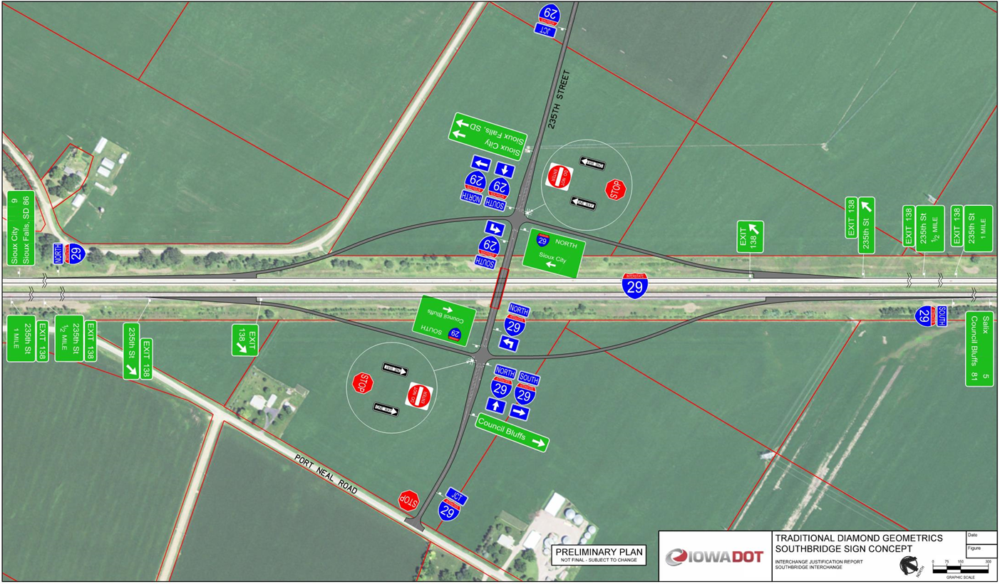 29
JCT
235TH STREET
Sioux City
Sioux Falls, SD
29
NORTH
29
SOUTH
ONE WAY
DO NOT
ENTER
STOP
ONE WAY
29
SOUTH
29 NORTH
Sioux City
Sioux City 9
Sioux Falls, SD 86
NORTH
29
EXIT
138
EXIT 138
235th St
EXIT 138
235th St
1/2 MILE
EXIT 138
235th St
1 MILE
INTERSTATE
29
EXIT 138
235th St
1 MILE
EXIT 138
235th St
1/2 MILE
EXIT 138
235th St
EXIT
138
29 SOUTH
Council Bluffs
NORTH
29
SOUTH
29
Salix 5
Council Bluffs 81
STOP
ONE WAY
DO NOT
ENTER
ONE WAY
NORTH
29
SOUTH
29
Council Bluffs
PORT NEAL ROAD
STOP
JCT
29
PRELIMINARY PLAN
NOT FINAL - SUBJECT TO CHANGE
IOWADOT
TRADITIONAL DIAMOND GEOMETRICS
SOUTHBRIDGE SIGN CONCEPT
INTERCHANGE JUSTIFICATION REPORT
SOUTHBRIDGE INTERCHANGE
NORTH
Date
Figure
0 75 150 300
GRAPHIC SCALE